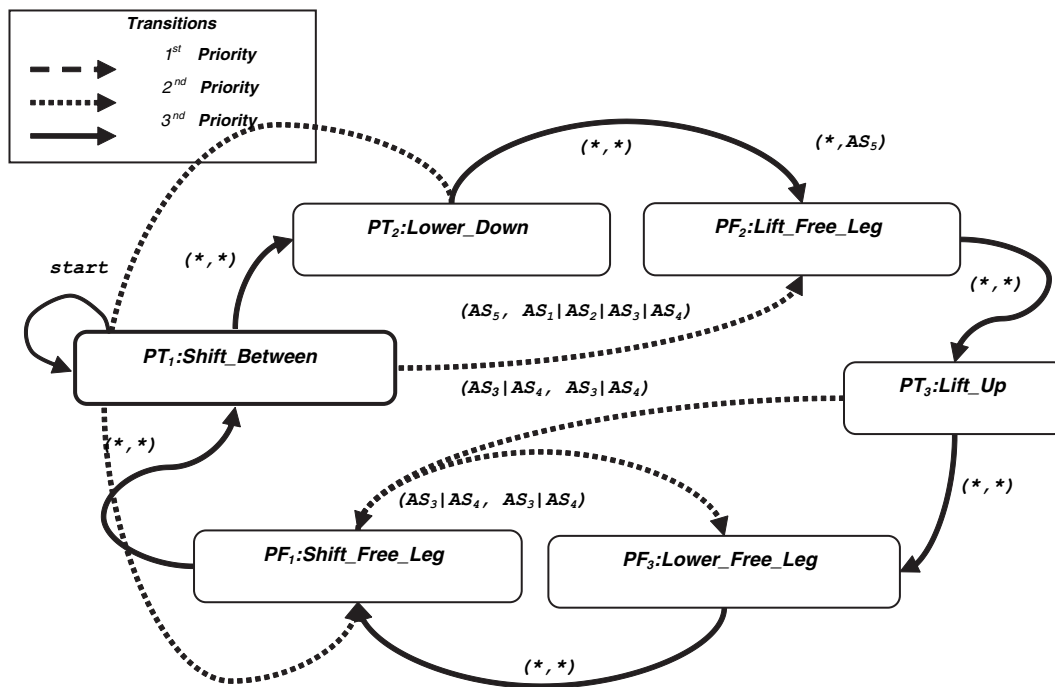 Transitions
1st Priority
2nd Priority
3nd Priority
(*,*)
(*,AS5)
PT2:Lower_Down
PF2:Lift_Free_Leg
start
(*,*)
(*,*)
(AS5, AS1|AS2|AS3|AS4)
PT1:Shift_Between
(AS3|AS4, AS3|AS4)
PT3:Lift_Up
(*,*)
(*,*)
(AS3|AS4, AS3|AS4)
PF1:Shift_Free_Leg
PF3:Lower_Free_Leg
(*,*)